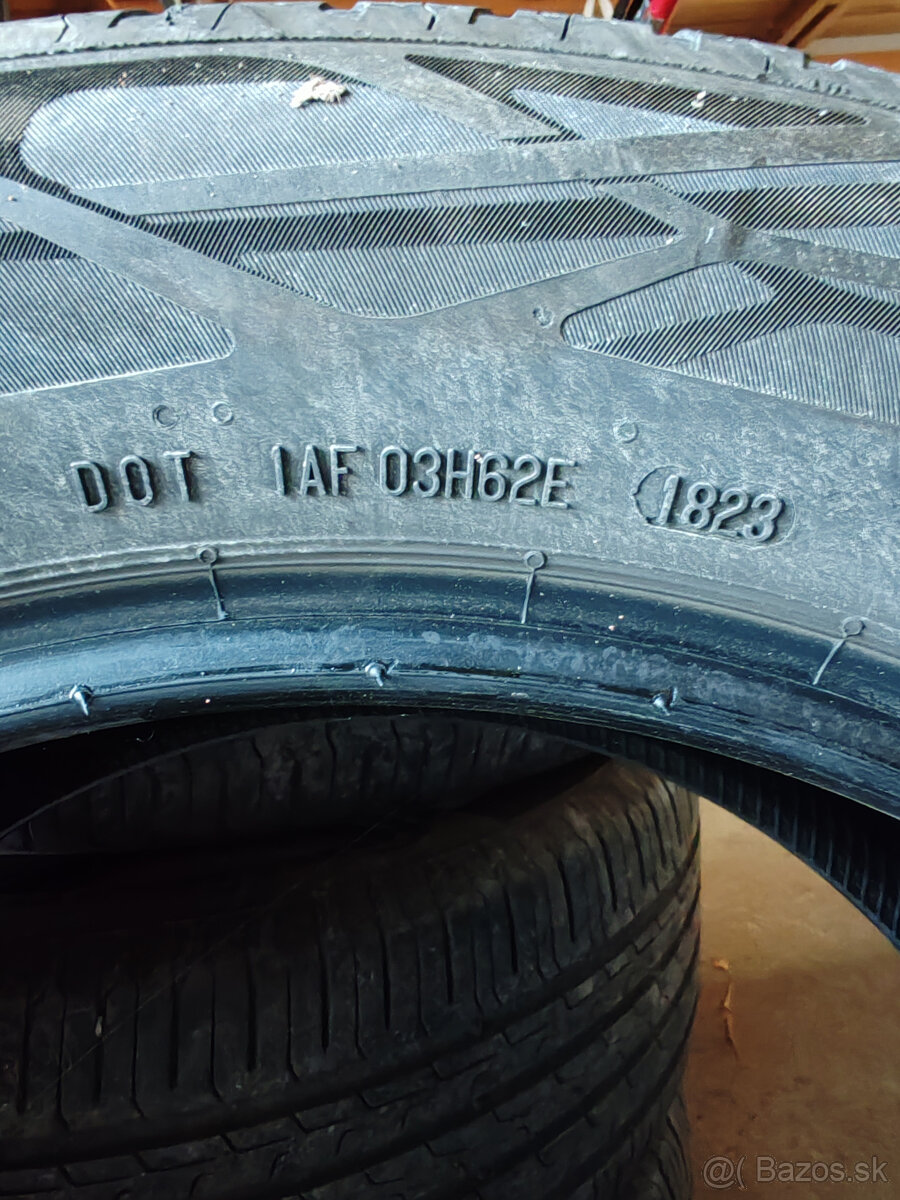 DOT 1AF 03H62E 1823
@( Bazos.sk